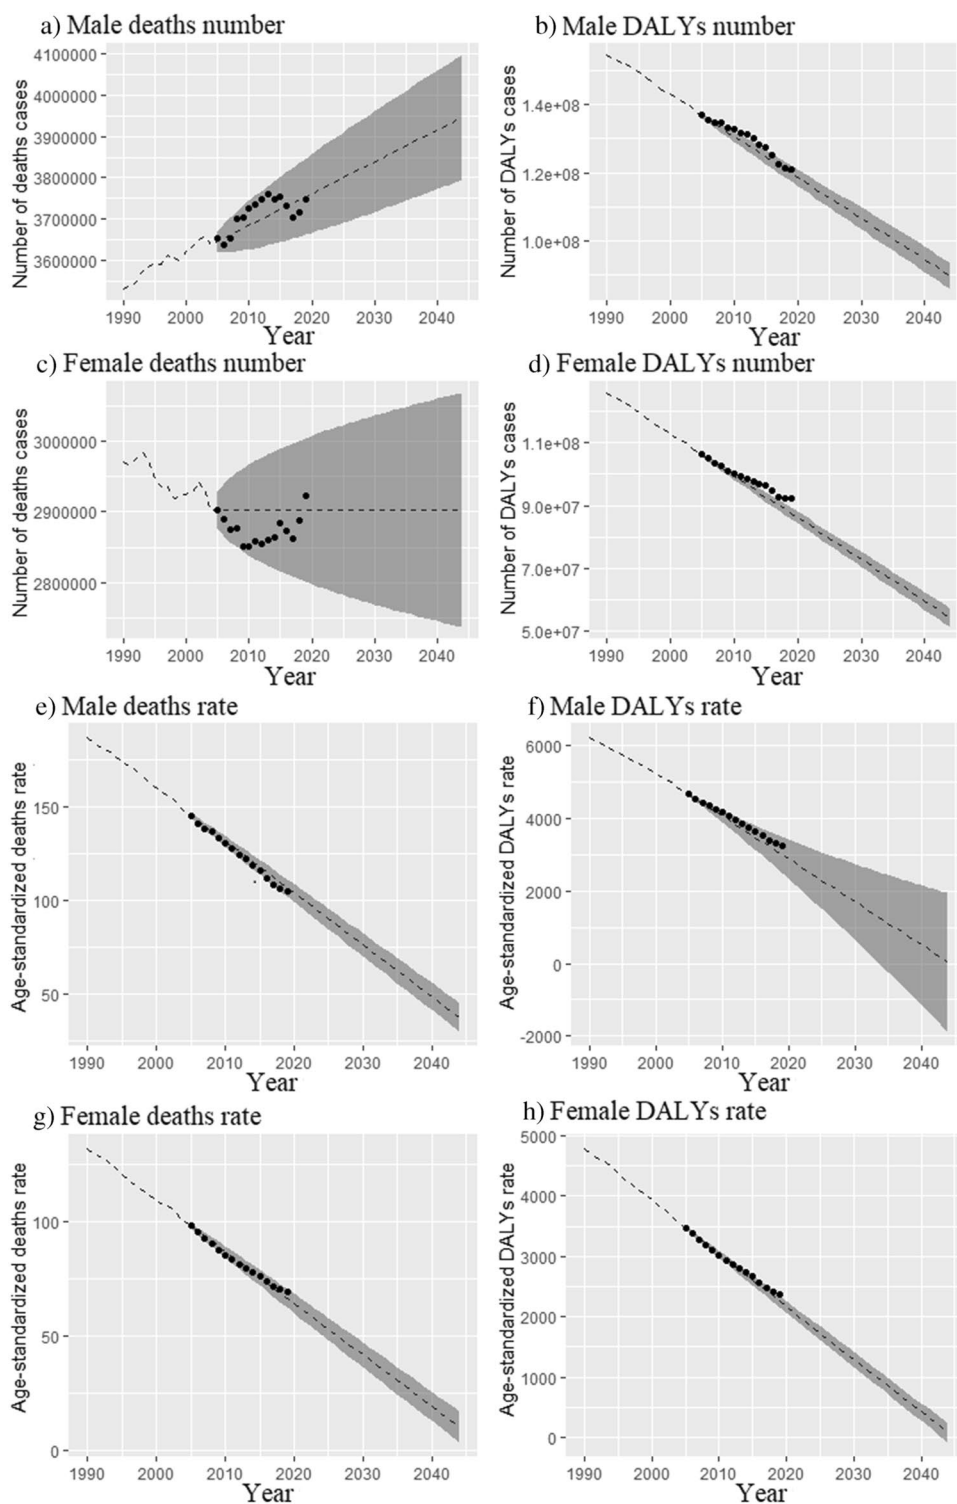 a) Male deaths number
Number of deaths cases
4100000
4000000
3900000
3800000
3700000
3600000
1990 2000 2010 2020 2030 2040
Year
b) Male DALYs number
Number of DALYs cases
1.4e+08
1.2e+08
1.0e+08
1990 2000 2010 2020 2030 2040
Year
c) Female deaths number
Number of deaths cases
3000000
2900000
2800000
1990 2000 2010 2020 2030 2040
Year
d) Female DALYs number
Number of DALYs cases
1.1e+08
9.0e+07
7.0e+07
5.0e+07
1990 2000 2010 2020 2030 2040
Year
e) Male deaths rate
Age-standardized deaths rate
150
100
50
1990 2000 2010 2020 2030 2040
Year
f) Male DALYs rate
Age-standardized DALYs rate
6000
4000
2000
0
-2000
1990 2000 2010 2020 2030 2040
Year
g) Female deaths rate
Age-standardized deaths rate
100
50
0
1990 2000 2010 2020 2030 2040
Year
h) Female DALYs rate
Age-standardized DALYs rate
5000
4000
3000
2000
1000
0
1990 2000 2010 2020 2030 2040
Year